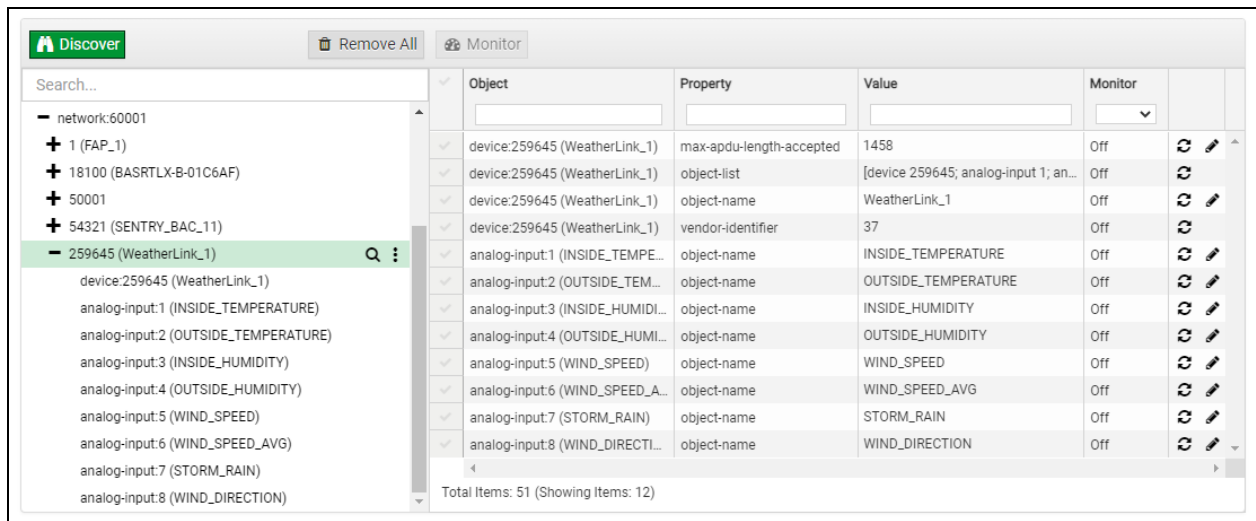 Discover
Remove All
Monitor
Search...
network:60001
1 (FAP_1)
18100 (BASRTLX-B-01C6AF)
50001
54321 (SENTRY_BAC_11)
259645 (WeatherLink_1)
device:259645 (WeatherLink_1)
analog-input:1 (INSIDE_TEMPERATURE)
analog-input:2 (OUTSIDE_TEMPERATURE)
analog-input:3 (INSIDE_HUMIDITY)
analog-input:4 (OUTSIDE_HUMIDITY)
analog-input:5 (WIND_SPEED)
analog-input:6 (WIND_SPEED_AVG)
analog-input:7 (STORM_RAIN)
analog-input:8 (WIND_DIRECTION)
Object Property Value Monitor
device:259645 (WeatherLink_1) max-apdu-length-accepted 1458 Off
device:259645 (WeatherLink_1) object-list [device 259645; analog-input 1; an... Off
device:259645 (WeatherLink_1) object-name WeatherLink_1 Off
device:259645 (WeatherLink_1) vendor-identifier 37 Off
analog-input:1 (INSIDE_TEMPE... object-name INSIDE_TEMPERATURE Off
analog-input:2 (OUTSIDE_TEM... object-name OUTSIDE_TEMPERATURE Off
analog-input:3 (INSIDE_HUMIDI... object-name INSIDE_HUMIDITY Off
analog-input:4 (OUTSIDE_HUMI... object-name OUTSIDE_HUMIDITY Off
analog-input:5 (WIND_SPEED) object-name WIND_SPEED Off
analog-input:6 (WIND_SPEED_A... object-name WIND_SPEED_AVG Off
analog-input:7 (STORM_RAIN) object-name STORM_RAIN Off
analog-input:8 (WIND_DIRECTI... object-name WIND_DIRECTION Off
Total Items: 51 (Showing Items: 12)